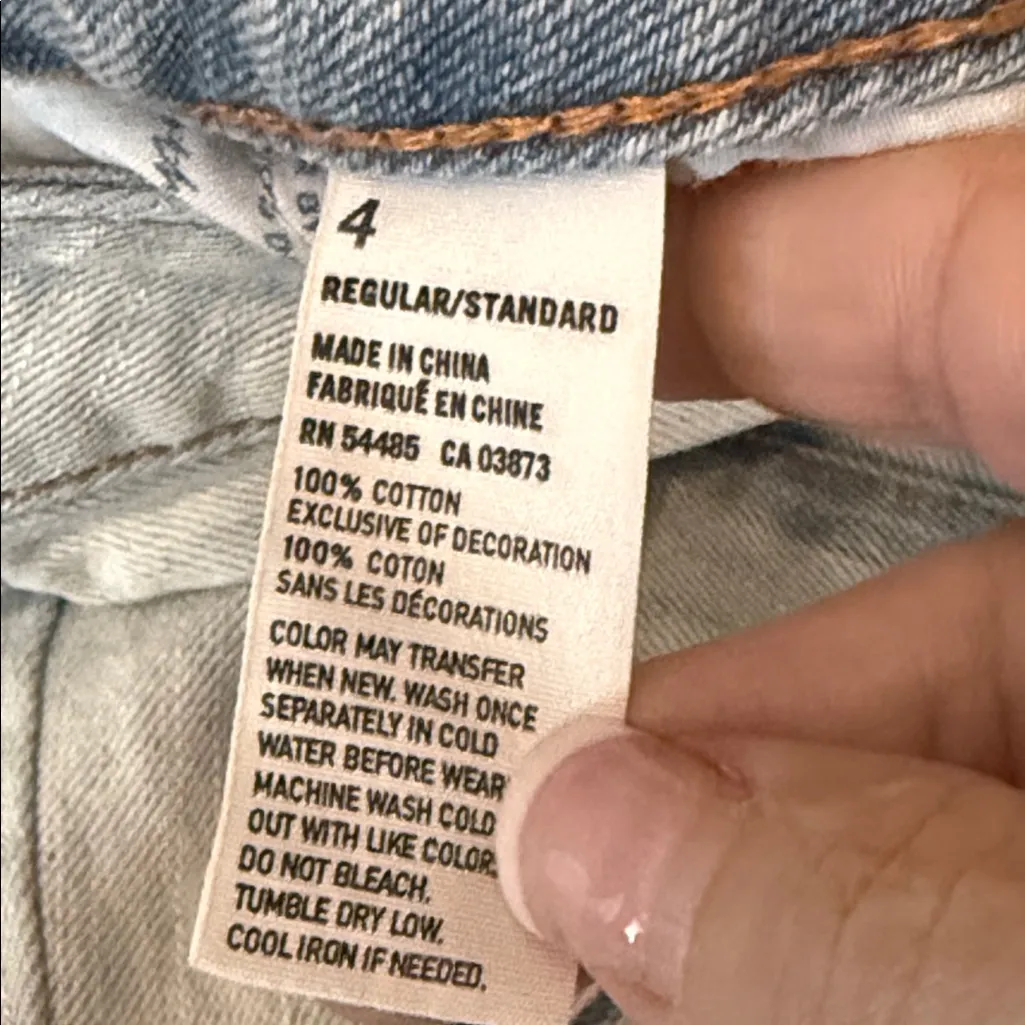 4
REGULAR/STANDARD
MADE IN CHINA
FABRIQUÉ EN CHINE
RN 54485 CA 03873
100% COTTON
EXCLUSIVE OF DECORATION
100% COTON
SANS LES DÉCORATIONS
COLOR MAY TRANSFER
WHEN NEW. WASH ONCE
SEPARATELY IN COLD
WATER BEFORE WEAR
MACHINE WASH COLD
OUT WITH LIKE COLOR
DO NOT BLEACH.
TUMBLE DRY LOW.
COOL IRON IF NEEDED.